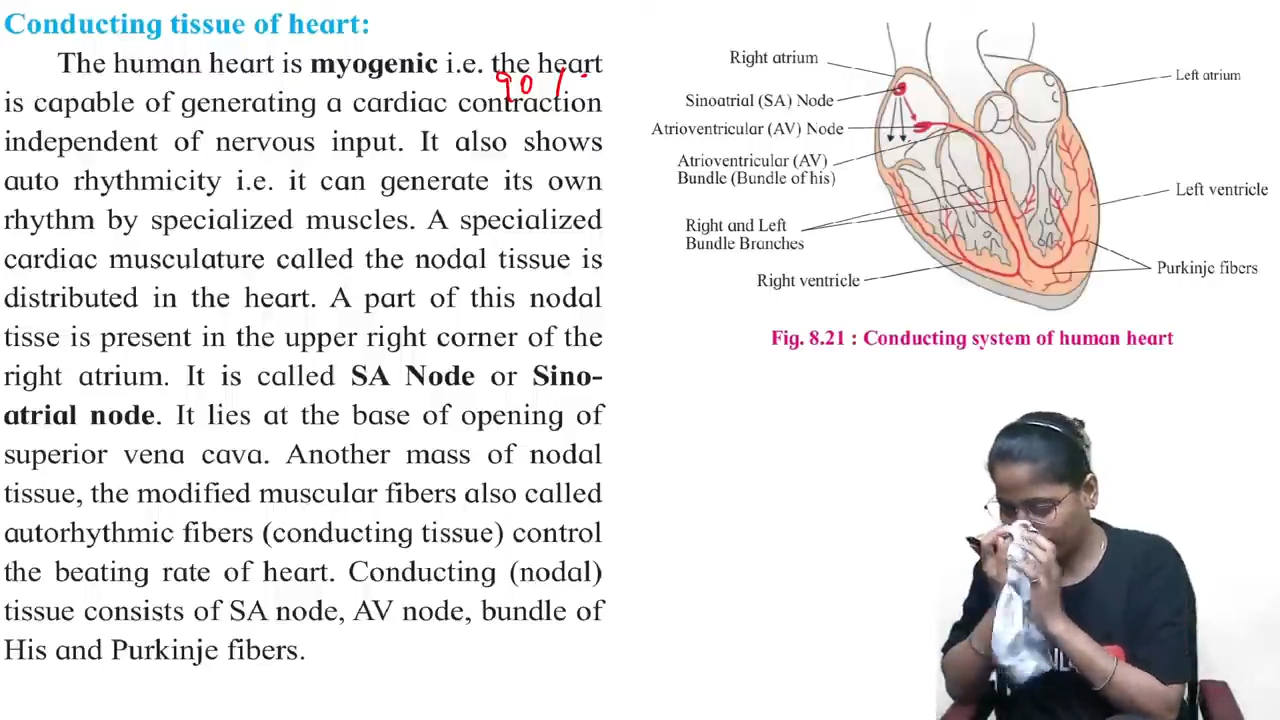 Conducting tissue of heart:
The human heart is myogenic i.e. the heart
90 %
is capable of generating a cardiac contraction
independent of nervous input. It also shows
auto rhythmicity i.e. it can generate its own
rhythm by specialized muscles. A specialized
cardiac musculature called the nodal tissue is
distributed in the heart. A part of this nodal
tisse is present in the upper right corner of the
right atrium. It is called SA Node or Sino-
atrial node. It lies at the base of opening of
superior vena cava. Another mass of nodal
tissue, the modified muscular fibers also called
autorhythmic fibers (conducting tissue) control
the beating rate of heart. Conducting (nodal)
tissue consists of SA node, AV node, bundle of
His and Purkinje fibers.
Right atrium
Sinoatrial (SA) Node
Atrioventricular (AV) Node
Atrioventricular (AV)
Bundle (Bundle of his)
Right and Left
Bundle Branches
Right ventricle
Left atrium
Left ventricle
Purkinje fibers
Fig. 8.21 : Conducting system of human heart